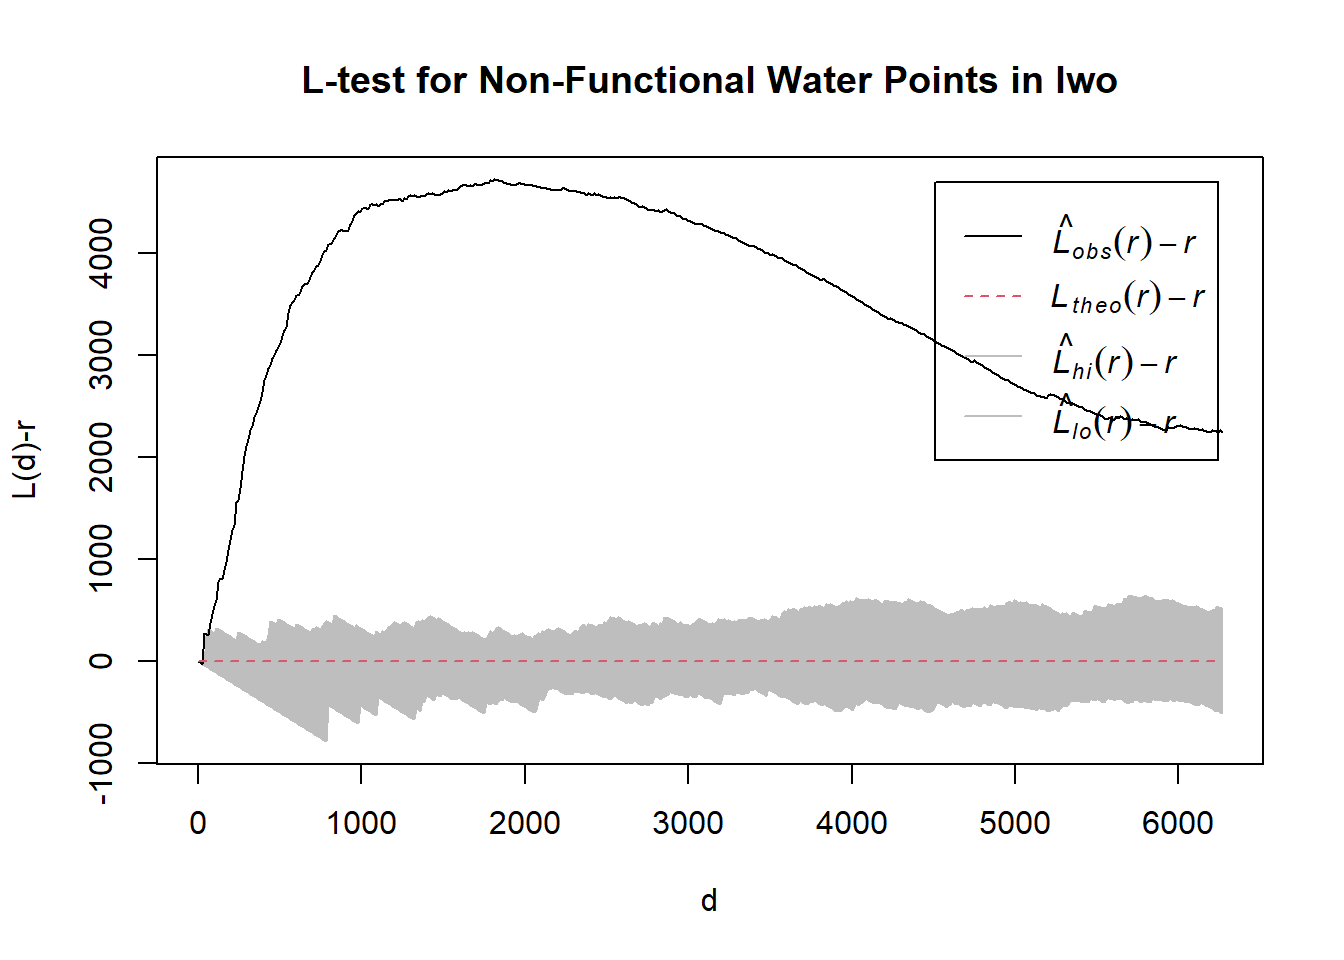 L-test for Non-Functional Water Points in Iwo
L(d)-r
4000
3000
2000
1000
0
-1000
0 1000 2000 3000 4000 5000 6000
d
L̂obs(r) − r
Ltheo(r) − r
L̂hi(r) − r
L̂lo(r) − r